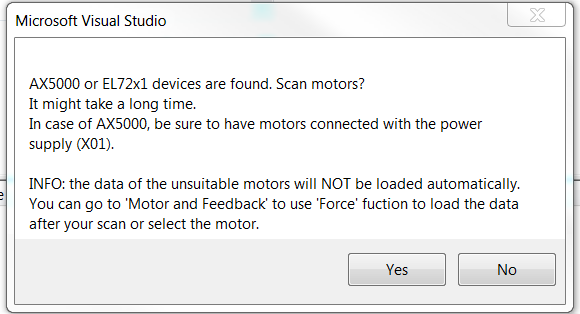 Microsoft Visual Studio
AX5000 or EL72x1 devices are found. Scan motors?
It might take a long time.
In case of AX5000, be sure to have motors connected with the power
supply (X01).
INFO: the data of the unsuitable motors will NOT be loaded automatically.
You can go to 'Motor and Feedback' to use 'Force' fuction to load the data
after your scan or select the motor.
Yes
No